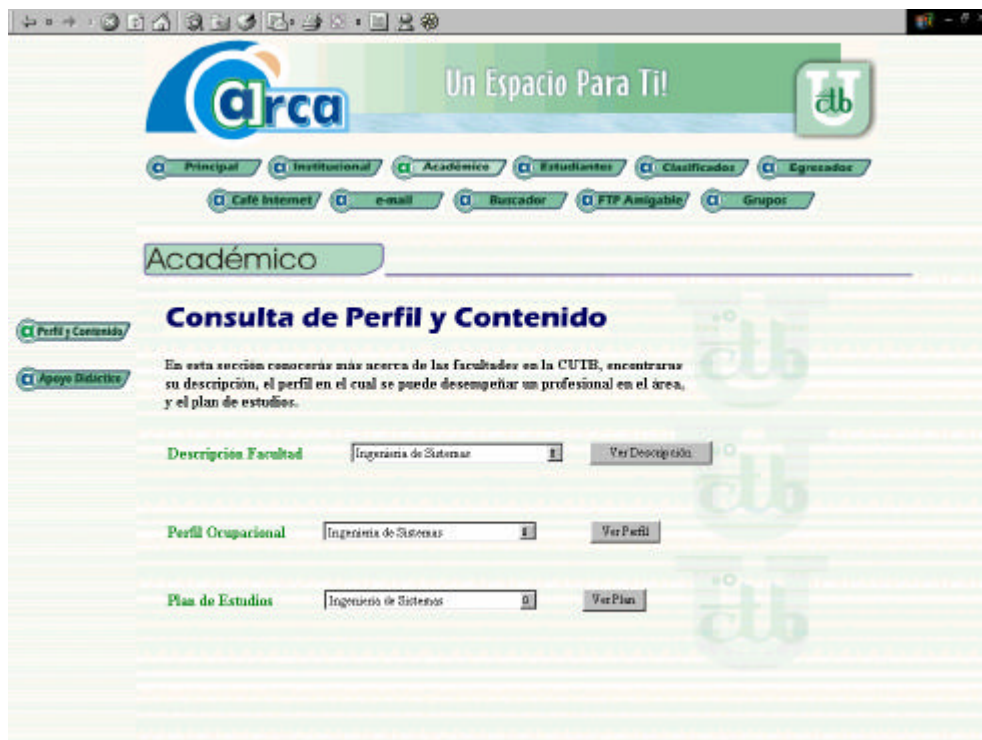 arca
Un Espacio Para Ti!
U ctb
Principal Institucional Académico Estudiantes Clasificados Egresados
Café Internet e-mail Buscador FTP Amigable Grupos
Académico
Consulta de Perfil y Contenido
Perfil y Contenido
Apoyo Didáctico
En esta sección conocerás más acerca de las facultades en la CUTB, encontraras
su descripción, el perfil en el cual se puede desempeñar un profesional en el área,
y el plan de estudios.
Descripción Facultad Ingeniería de Sistemas Ver Descripción
Perfil Ocupacional Ingeniería de Sistemas Ver Perfil
Plan de Estudios Ingeniería de Sistemas Ver Plan